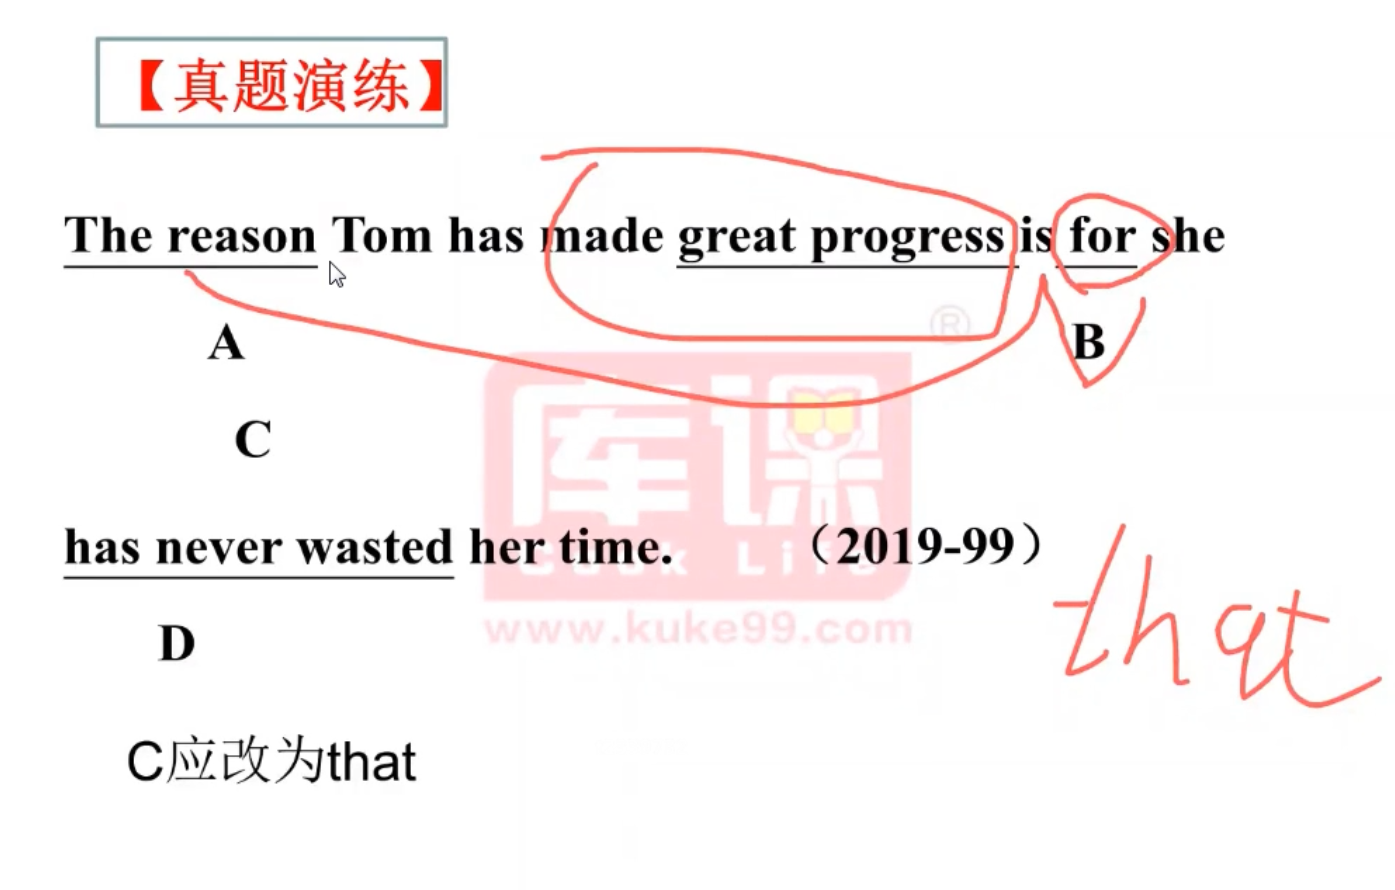 【真题演练】
The reason Tom has made great progress is for she
A B
®
C
库课
has never wasted her time. （2019-99）
Cook Life
that
www.kuke99.com
D
C应改为that